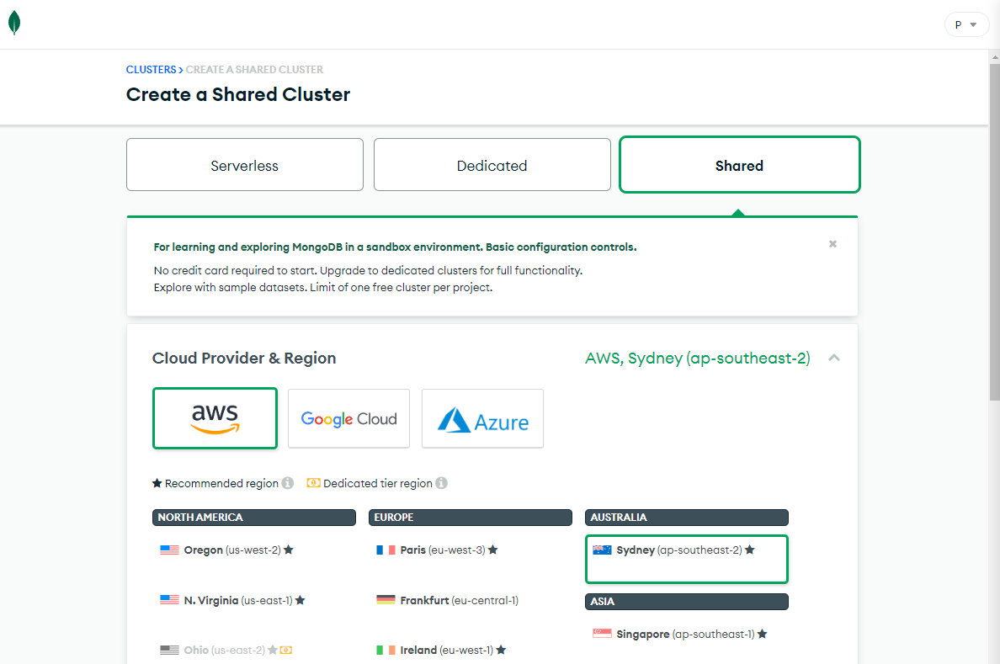 P
CLUSTERS > CREATE A SHARED CLUSTER
Create a Shared Cluster
Serverless
Dedicated
Shared
For learning and exploring MongoDB in a sandbox environment. Basic configuration controls.
No credit card required to start. Upgrade to dedicated clusters for full functionality.
Explore with sample datasets. Limit of one free cluster per project.
Cloud Provider & Region
AWS, Sydney (ap-southeast-2)
aws
Google Cloud
Azure
Recommended region
Dedicated tier region
NORTH AMERICA
Oregon (us-west-2)
N. Virginia (us-east-1)
Ohio (us-east-2)
EUROPE
Paris (eu-west-3)
Frankfurt (eu-central-1)
Ireland (eu-west-1)
AUSTRALIA
Sydney (ap-southeast-2)
ASIA
Singapore (ap-southeast-1)